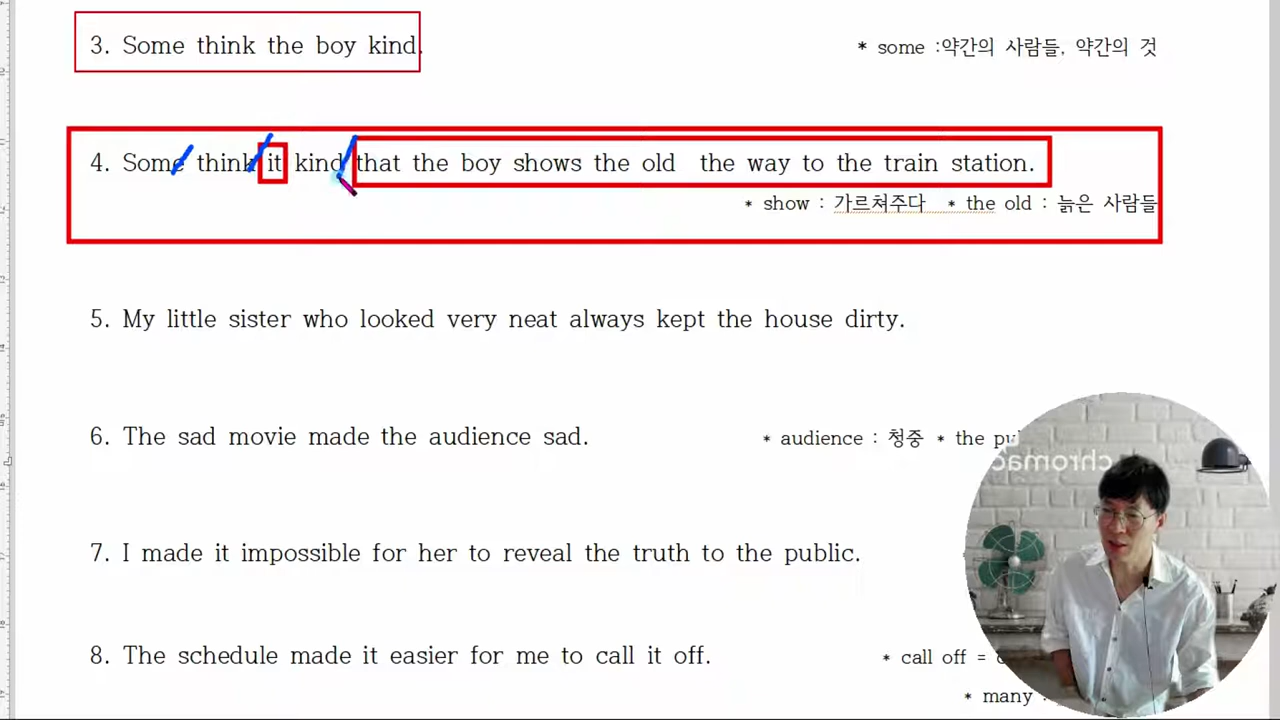 3. Some think the boy kind.
* some :약간의 사람들, 약간의 것
4. Some think it kind that the boy shows the old the way to the train station.
* show : 가르쳐주다 * the old : 늙은 사람들
5. My little sister who looked very neat always kept the house dirty.
6. The sad movie made the audience sad.
* audience : 청중 * the
7. I made it impossible for her to reveal the truth to the public.
8. The schedule made it easier for me to call it off.
* call off =
* many